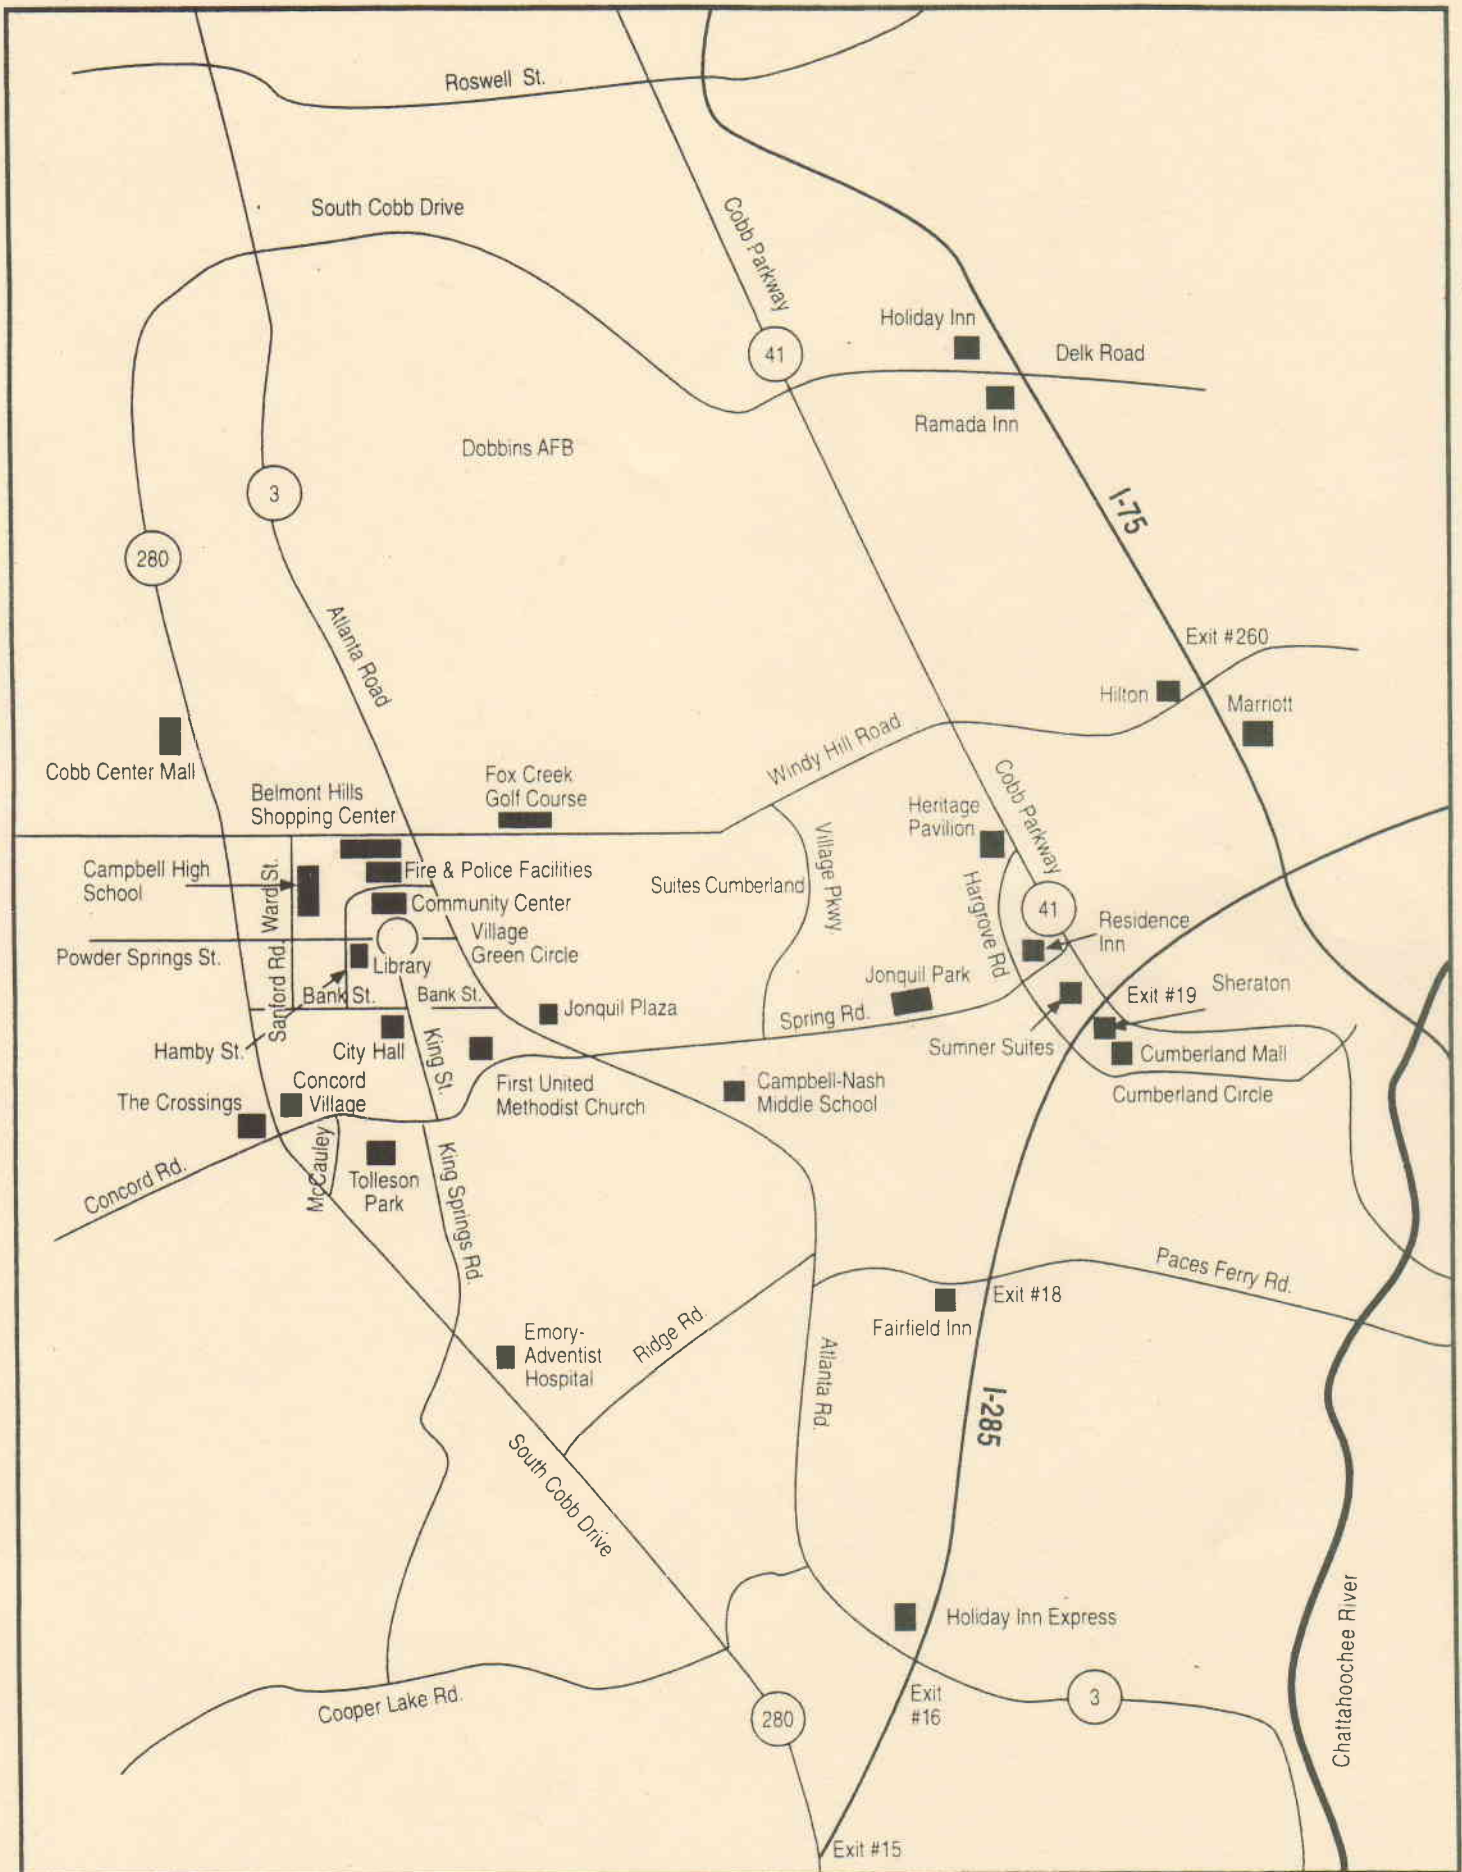 Roswell St.
South Cobb Drive
Cobb Parkway
Holiday Inn
41
Delk Road
Ramada Inn
Dobbins AFB
3
I-75
280
Atlanta Road
Exit #260
Hilton
Marriott
Windy Hill Road
Cobb Center Mall
Cobb Parkway
Fox Creek
Golf Course
Belmont Hills
Shopping Center
Heritage
Pavilion
Village Pkwy
Campbell High
School
Ward St.
Fire & Police Facilities
Suites Cumberland
Hargrove Rd
41
Community Center
Residence
Inn
Village
Green Circle
Powder Springs St.
Library
Sanford Rd.
Jonquil Park
Bank St.
Bank St.
Exit #19
Sheraton
Jonquil Plaza
Spring Rd.
Hamby St.
City Hall
King St.
Sumner Suites
Cumberland Mall
Concord
Village
First United
Methodist Church
Campbell-Nash
Middle School
Cumberland Circle
The Crossings
McCauley
Tolleson
Park
King Springs Rd.
Concord Rd.
Paces Ferry Rd.
Exit #18
Fairfield Inn
Emory-
Adventist
Hospital
Ridge Rd.
Atlanta Rd.
I-285
South Cobb Drive
Holiday Inn Express
Chattahoochee River
Cooper Lake Rd.
Exit
#16
3
280
Exit #15